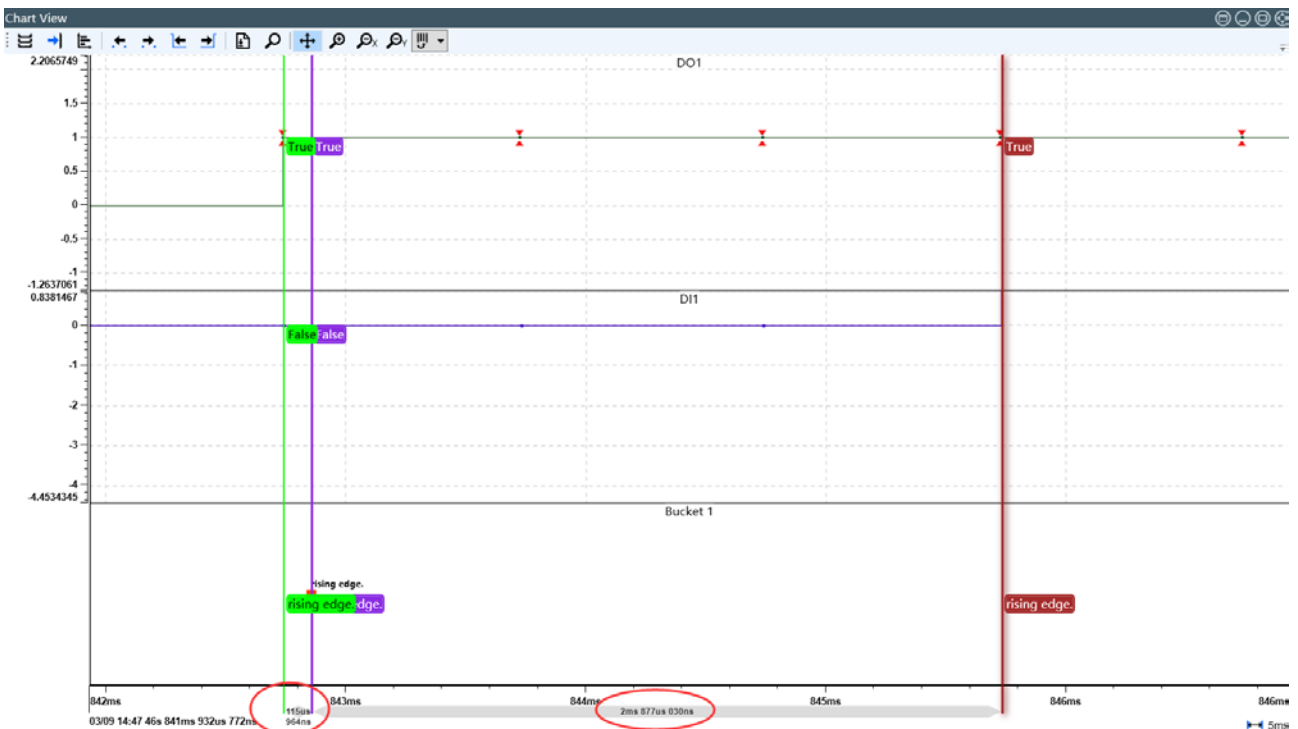 Chart View
DO1
2.2065749
1.5
1
True True
True
0.5
0
-0.5
-1
-1.2637061
DI1
0.8381467
0
False alse
-1
-2
-3
-4
-4.4534345
Bucket 1
rising edge.
rising edge. dge.
rising edge.
842ms 843ms 844ms 845ms 846ms 846ms
115us 964ns
2ms 877us 030ns
03/09 14:47 46s 841ms 932us 772ns
5ms